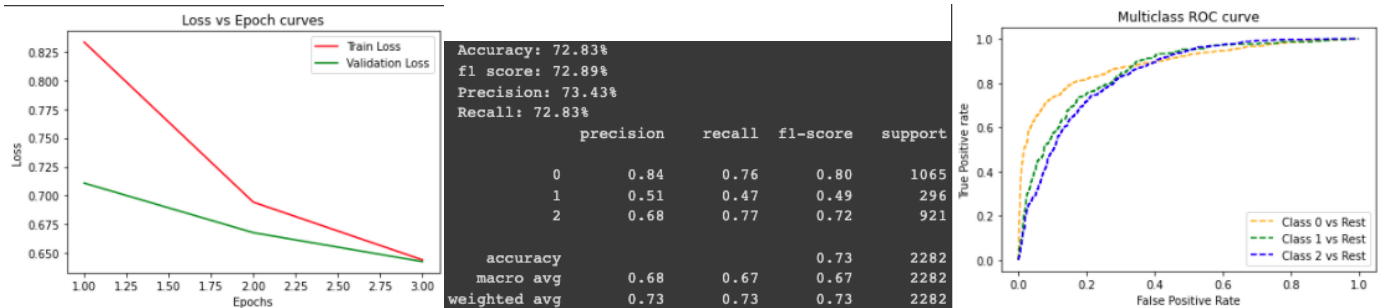 Loss vs Epoch curves
Train Loss
Validation Loss
0.825
0.800
0.775
0.750
0.725
0.700
0.675
0.650
Loss
1.00 1.25 1.50 1.75 2.00 2.25 2.50 2.75 3.00
Epochs
Accuracy: 72.83%
f1 score: 72.89%
Precision: 73.43%
Recall: 72.83%
precision recall f1-score support
0 0.84 0.76 0.80 1065
1 0.51 0.47 0.49 296
2 0.68 0.77 0.72 921
accuracy 0.73 2282
macro avg 0.68 0.67 0.67 2282
weighted avg 0.73 0.73 0.73 2282
Multiclass ROC curve
1.0
0.8
0.6
0.4
0.2
0.0
True Positive rate
Class 0 vs Rest
Class 1 vs Rest
Class 2 vs Rest
0.0 0.2 0.4 0.6 0.8 1.0
False Positive Rate